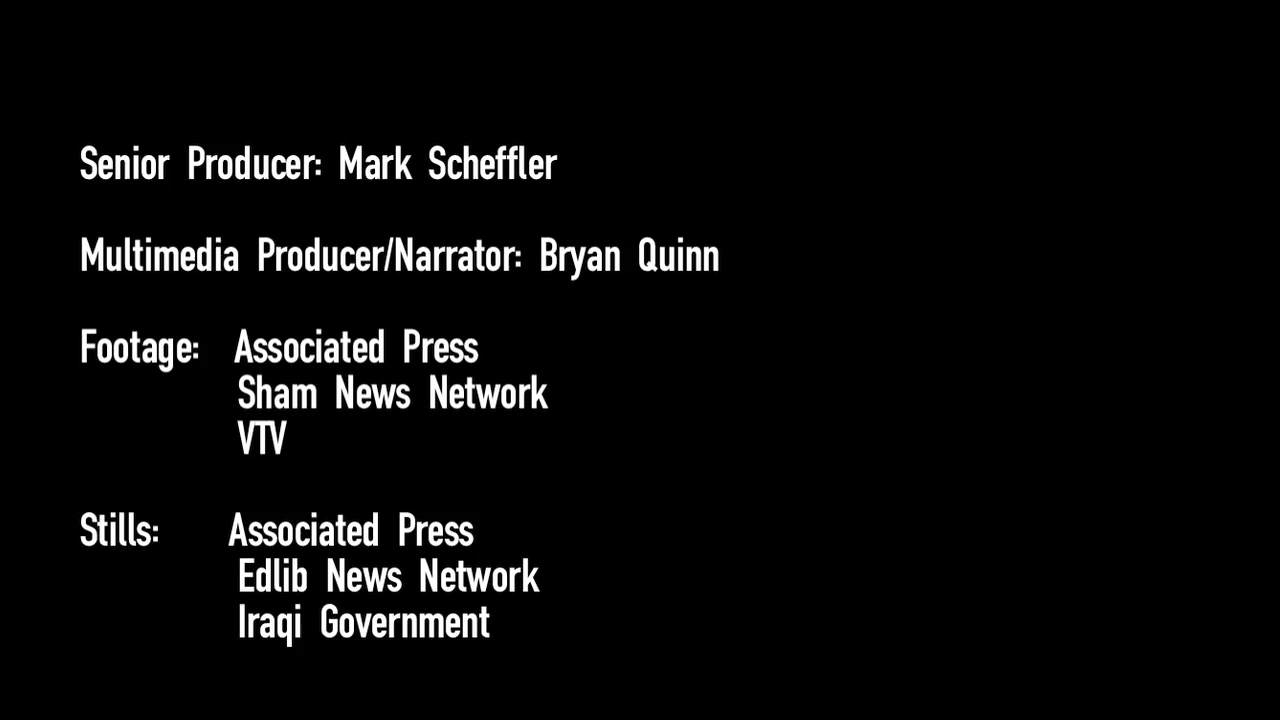 Senior Producer: Mark Scheffler
Multimedia Producer/Narrator: Bryan Quinn
Footage: Associated Press
Sham News Network
VTV
Stills: Associated Press
Edlib News Network
Iraqi Government